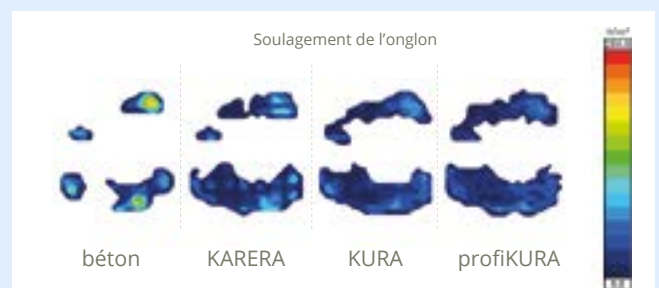 Soulagement de l’onglon
béton
KARERA
KURA
profiKURA